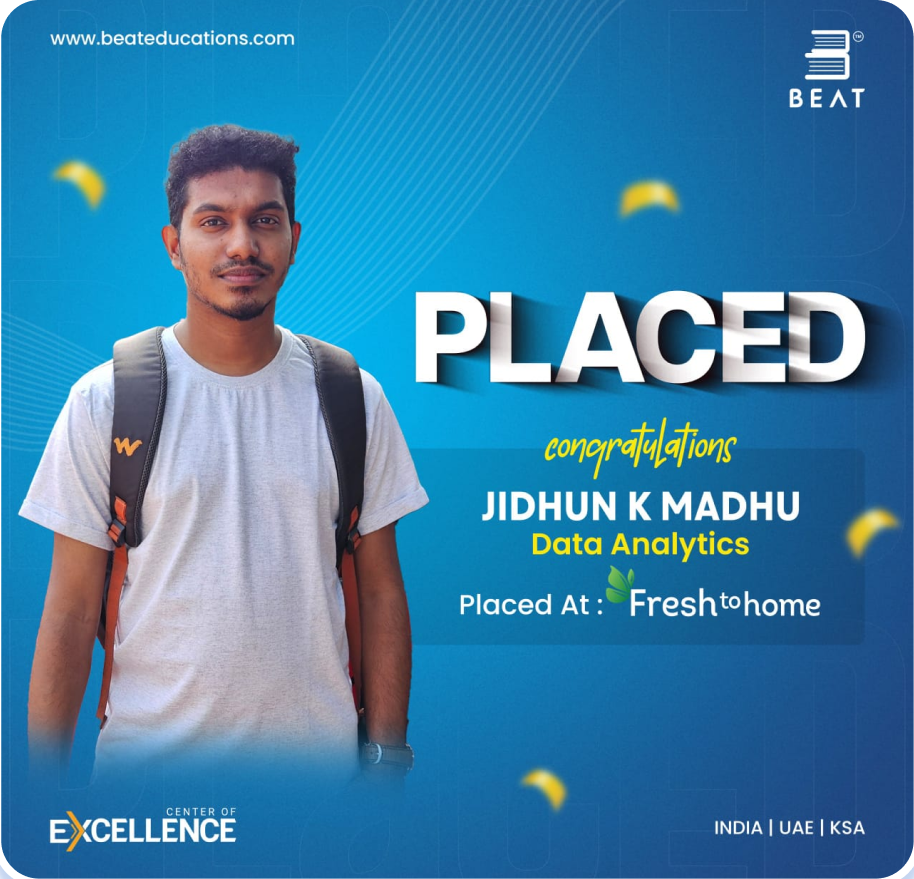 www.beateducations.com
TM
BEAT
W
PLACED
congratulations
JIDHUN K MADHU
Data Analytics
Placed At : Fresh to home
CENTER OF
EXCELLENCE
INDIA | UAE | KSA